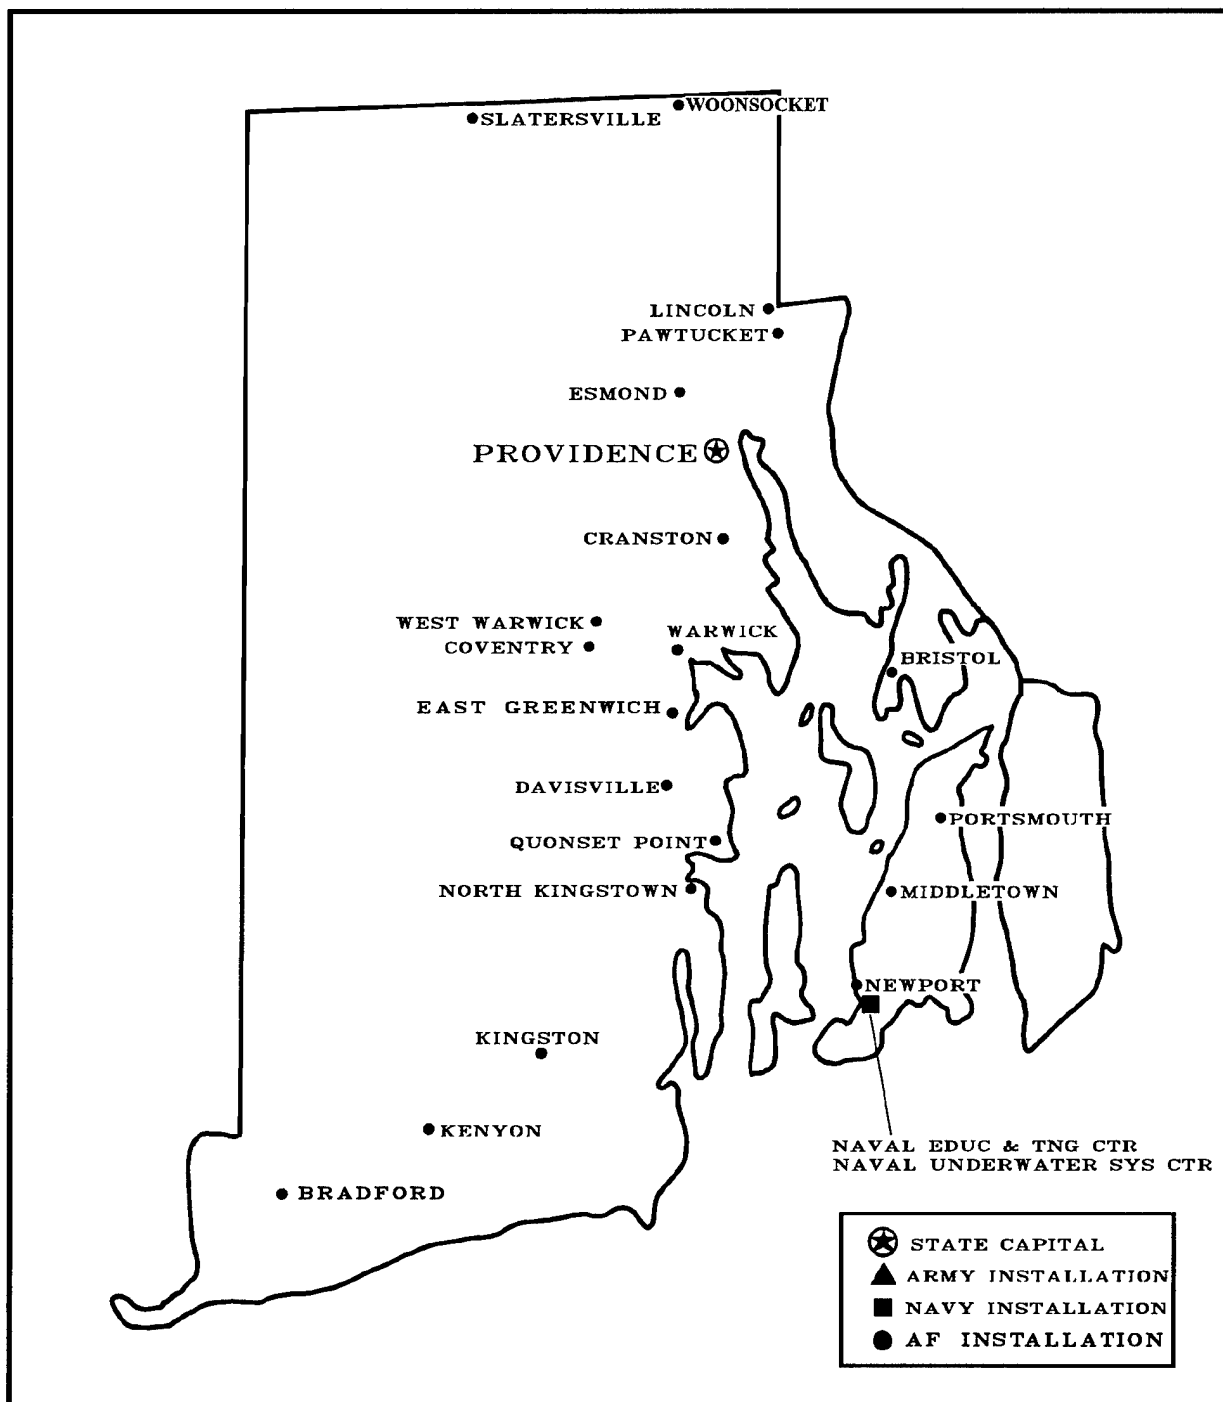 WOONSOCKET
SLATERSVILLE
LINCOLN
PAWTUCKET
ESMOND
PROVIDENCE
CRANSTON
WEST WARWICK
WARWICK
COVENTRY
BRISTOL
EAST GREENWICH
DAVISVILLE
PORTSMOUTH
QUONSET POINT
NORTH KINGSTOWN
MIDDLETOWN
NEWPORT
KINGSTON
KENYON
NAVAL EDUC & TNG CTR
NAVAL UNDERWATER SYS CTR
BRADFORD
STATE CAPITAL
ARMY INSTALLATION
NAVY INSTALLATION
AF INSTALLATION